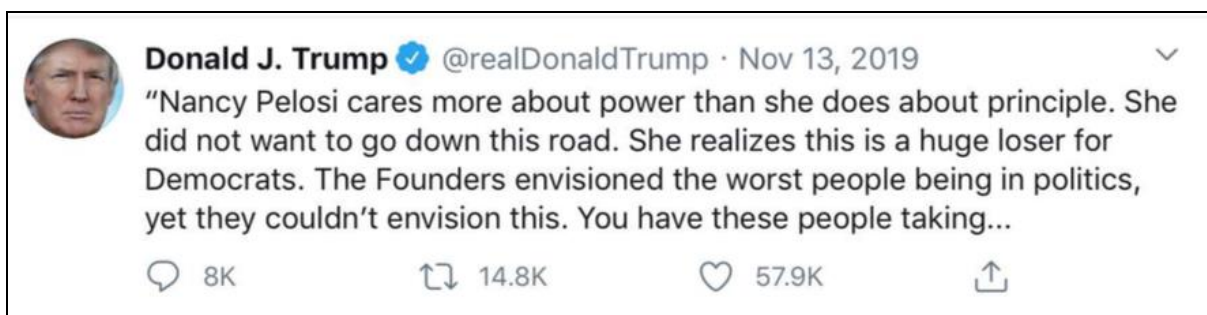 Donald J. Trump @realDonaldTrump · Nov 13, 2019
“Nancy Pelosi cares more about power than she does about principle. She
did not want to go down this road. She realizes this is a huge loser for
Democrats. The Founders envisioned the worst people being in politics,
yet they couldn’t envision this. You have these people taking...
8K 14.8K 57.9K